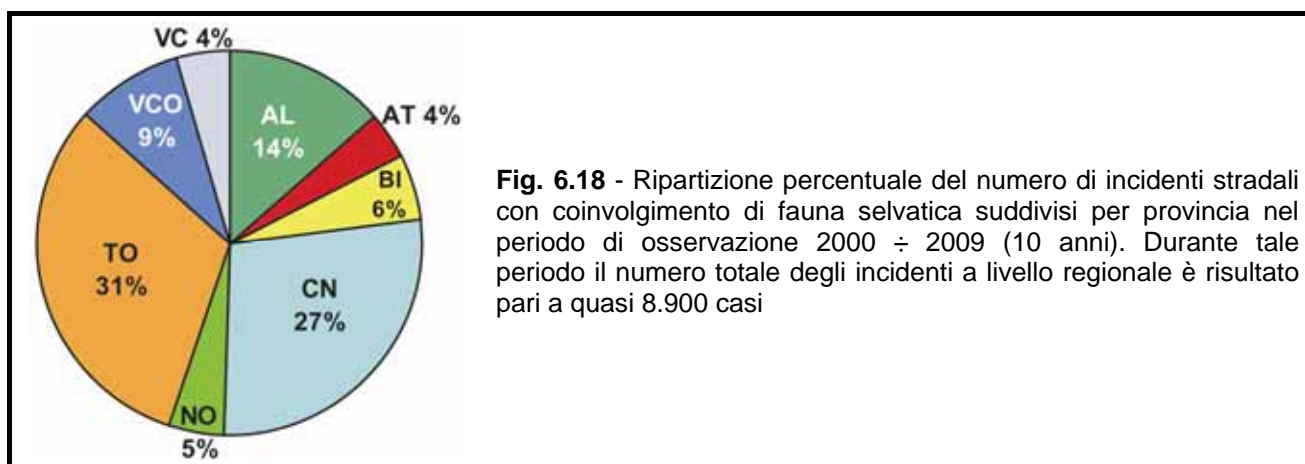 VC 4%
VCO
9%
AL
14%
AT 4%
BI
6%
TO
31%
CN
27%
NO
5%
Fig. 6.18 - Ripartizione percentuale del numero di incidenti stradali
con coinvolgimento di fauna selvatica suddivisi per provincia nel
periodo di osservazione 2000 ÷ 2009 (10 anni). Durante tale
periodo il numero totale degli incidenti a livello regionale è risultato
pari a quasi 8.900 casi